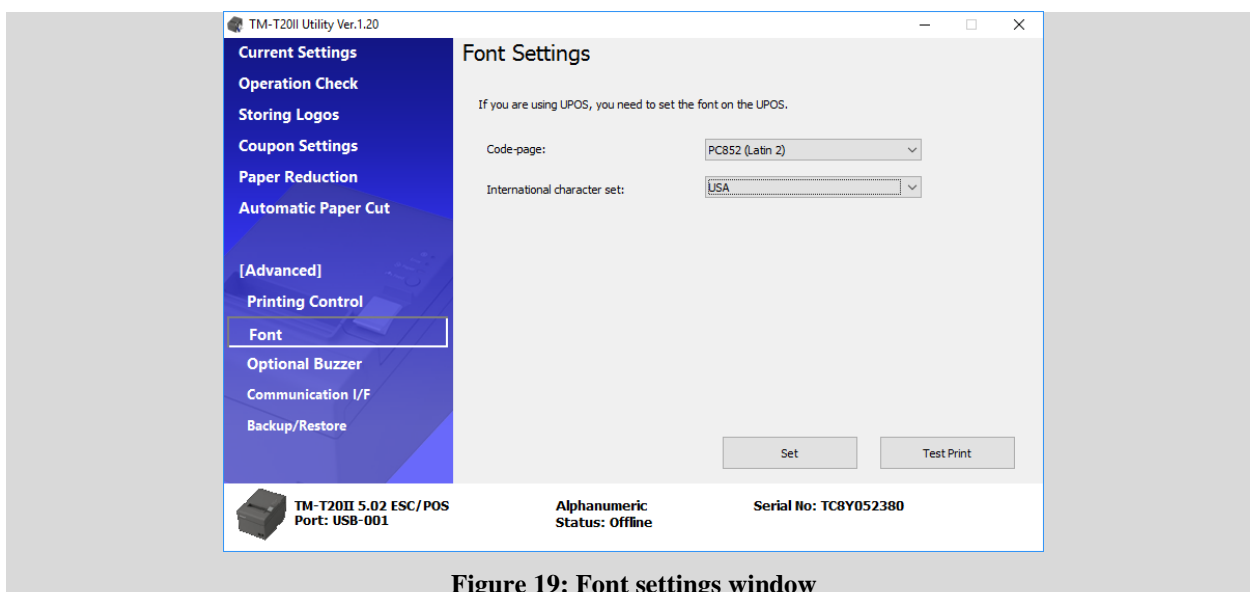 TM-T20II Utility Ver.1.20
Current Settings
Operation Check
Storing Logos
Coupon Settings
Paper Reduction
Automatic Paper Cut
[Advanced]
Printing Control
Font
Optional Buzzer
Communication I/F
Backup/Restore
Font Settings
If you are using UPOS, you need to set the font on the UPOS.
Code-page: PC852 (Latin 2)
International character set: USA
Set Test Print
TM-T20II 5.02 ESC/POS Alphanumeric Serial No: TC8Y052380
Port: USB-001 Status: Offline
Figure 19: Font settings window